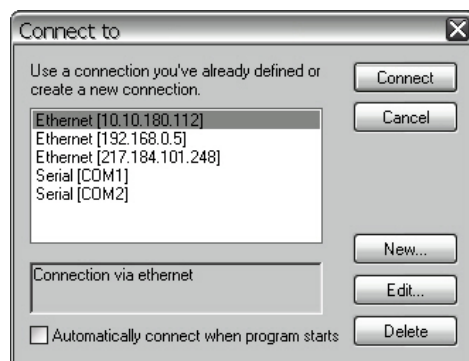 Connect to
Use a connection you've already defined or
create a new connection.
Connect
Cancel
Ethernet [10.10.180.112]
Ethernet [192.168.0.5]
Ethernet [217.184.101.248]
Serial [COM1]
Serial [COM2]
New...
Connection via ethernet
Edit...
Automatically connect when program starts
Delete